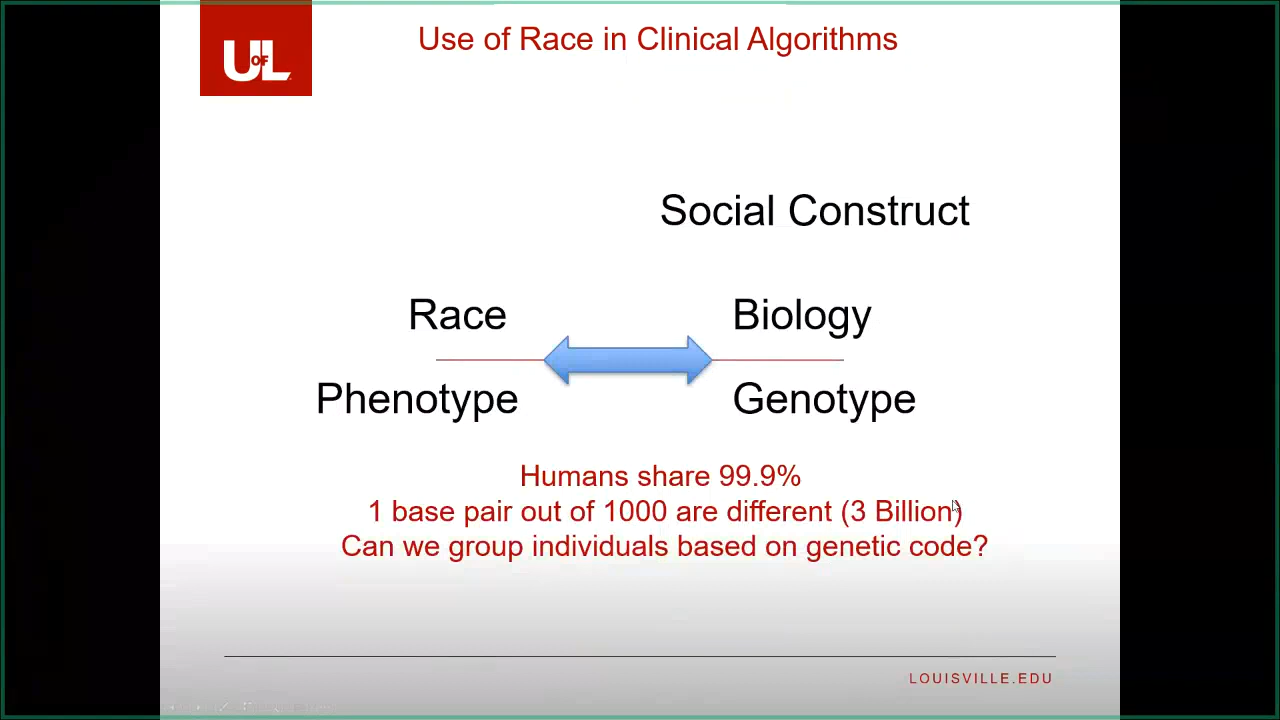 UOFL
Use of Race in Clinical Algorithms
Social Construct
Race
Biology
Phenotype
Genotype
Humans share 99.9%
1 base pair out of 1000 are different (3 Billion)
Can we group individuals based on genetic code?
LOUISVILLE.EDU